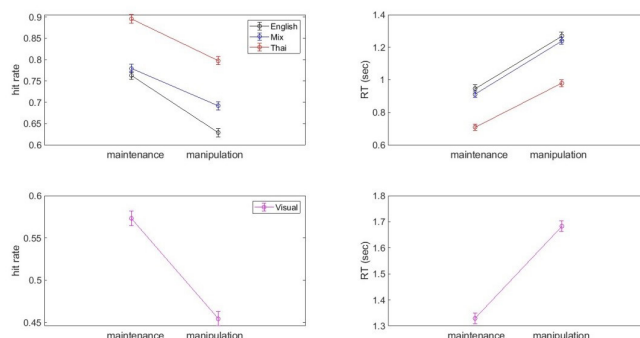 0.9
0.85
0.8
0.75
0.7
0.65
0.6
hit rate
maintenance manipulation
English
Mix
Thai
1.4
1.2
1
0.8
0.6
RT (sec)
maintenance manipulation
0.6
0.55
0.5
0.45
hit rate
maintenance manipulation
Visual
1.8
1.7
1.6
1.5
1.4
1.3
RT (sec)
maintenance manipulation